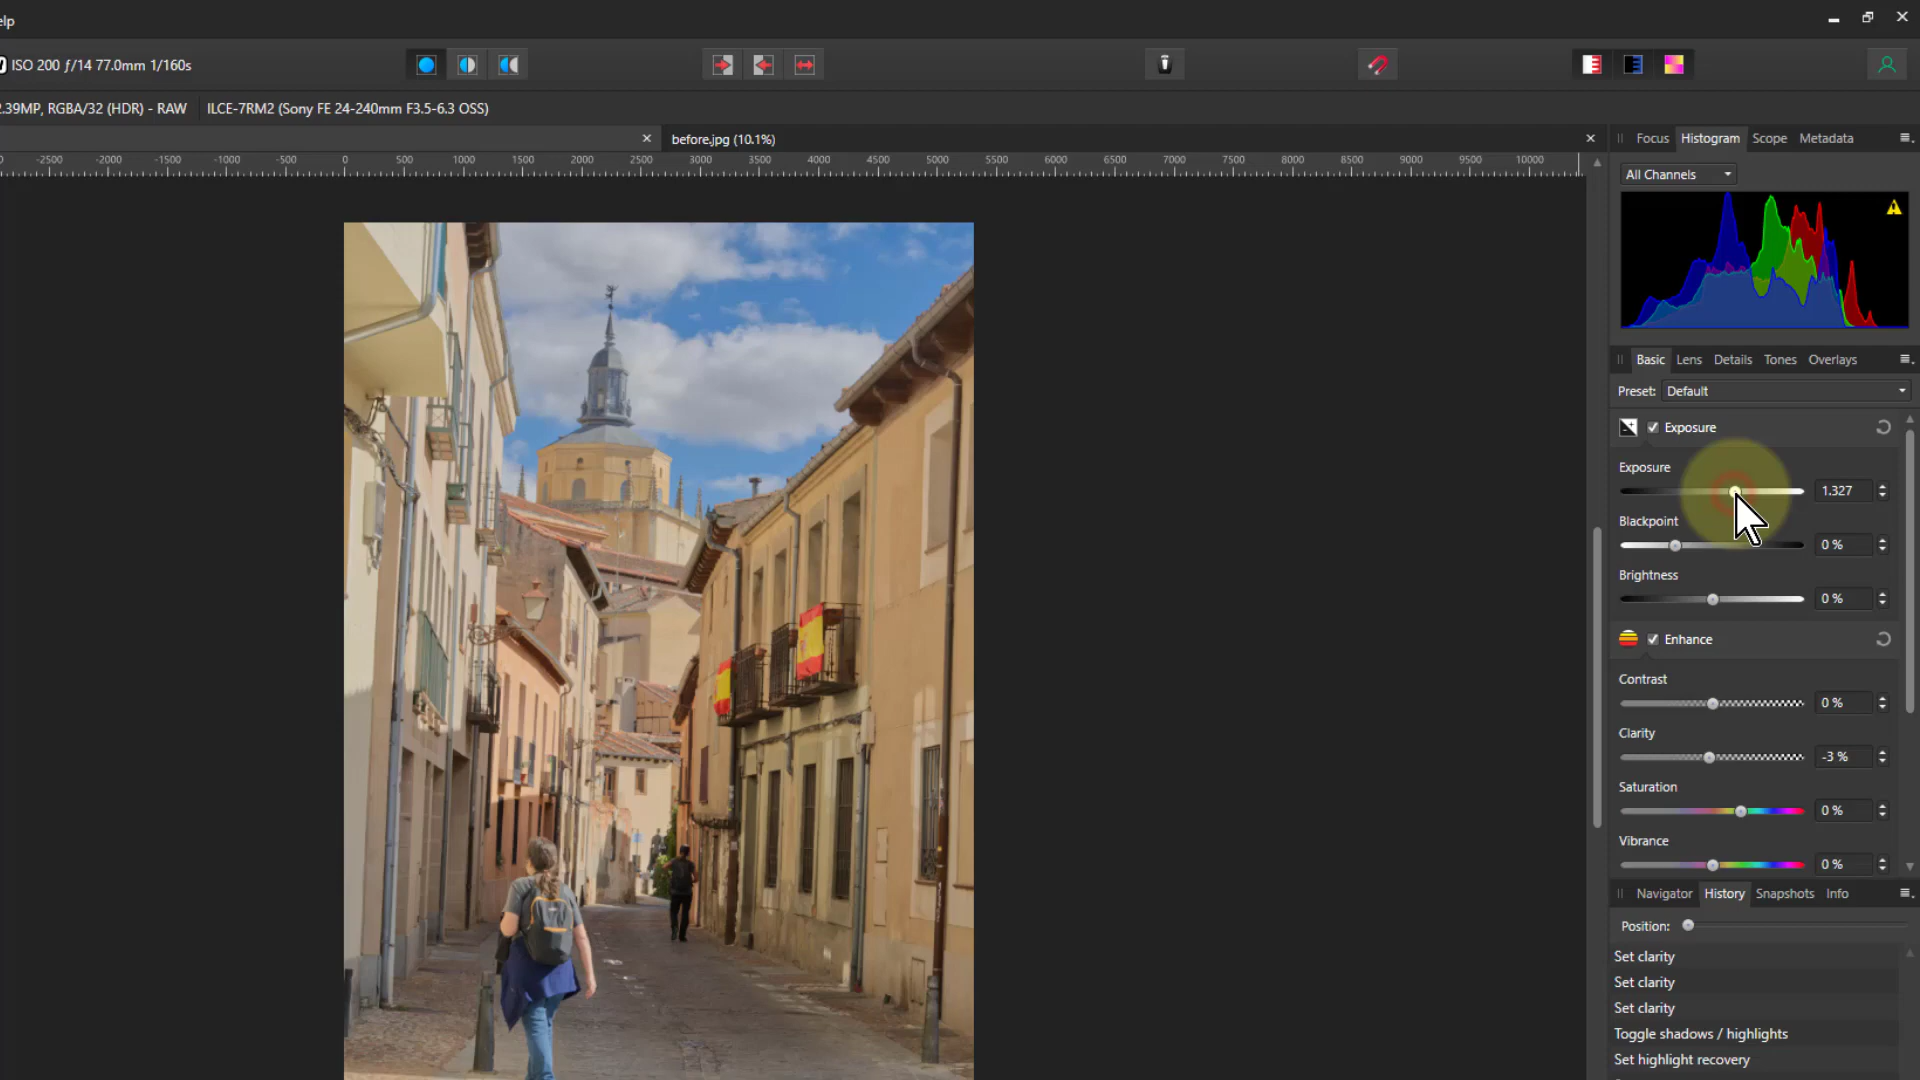 elp
ISO 200 ƒ/14 77.0mm 1/160s
2.39MP, RGBA/32 (HDR) - RAW ILCE-7RM2 (Sony FE 24-240mm F3.5-6.3 OSS)
before.jpg (10.1%)
-2500 -2000 -1500 -1000 -500 0 500 1000 1500 2000 2500 3000 3500 4000 4500 5000 5500 6000 6500 7000 7500 8000 8500 9000 9500 10000
Focus Histogram Scope Metadata
All Channels
Basic Lens Details Tones Overlays
Preset: Default
Exposure
Exposure
1.327
Blackpoint
0 %
Brightness
0 %
Enhance
Contrast
0 %
Clarity
-3 %
Saturation
0 %
Vibrance
0 %
Navigator History Snapshots Info
Position:
Set clarity
Set clarity
Set clarity
Toggle shadows / highlights
Set highlight recovery